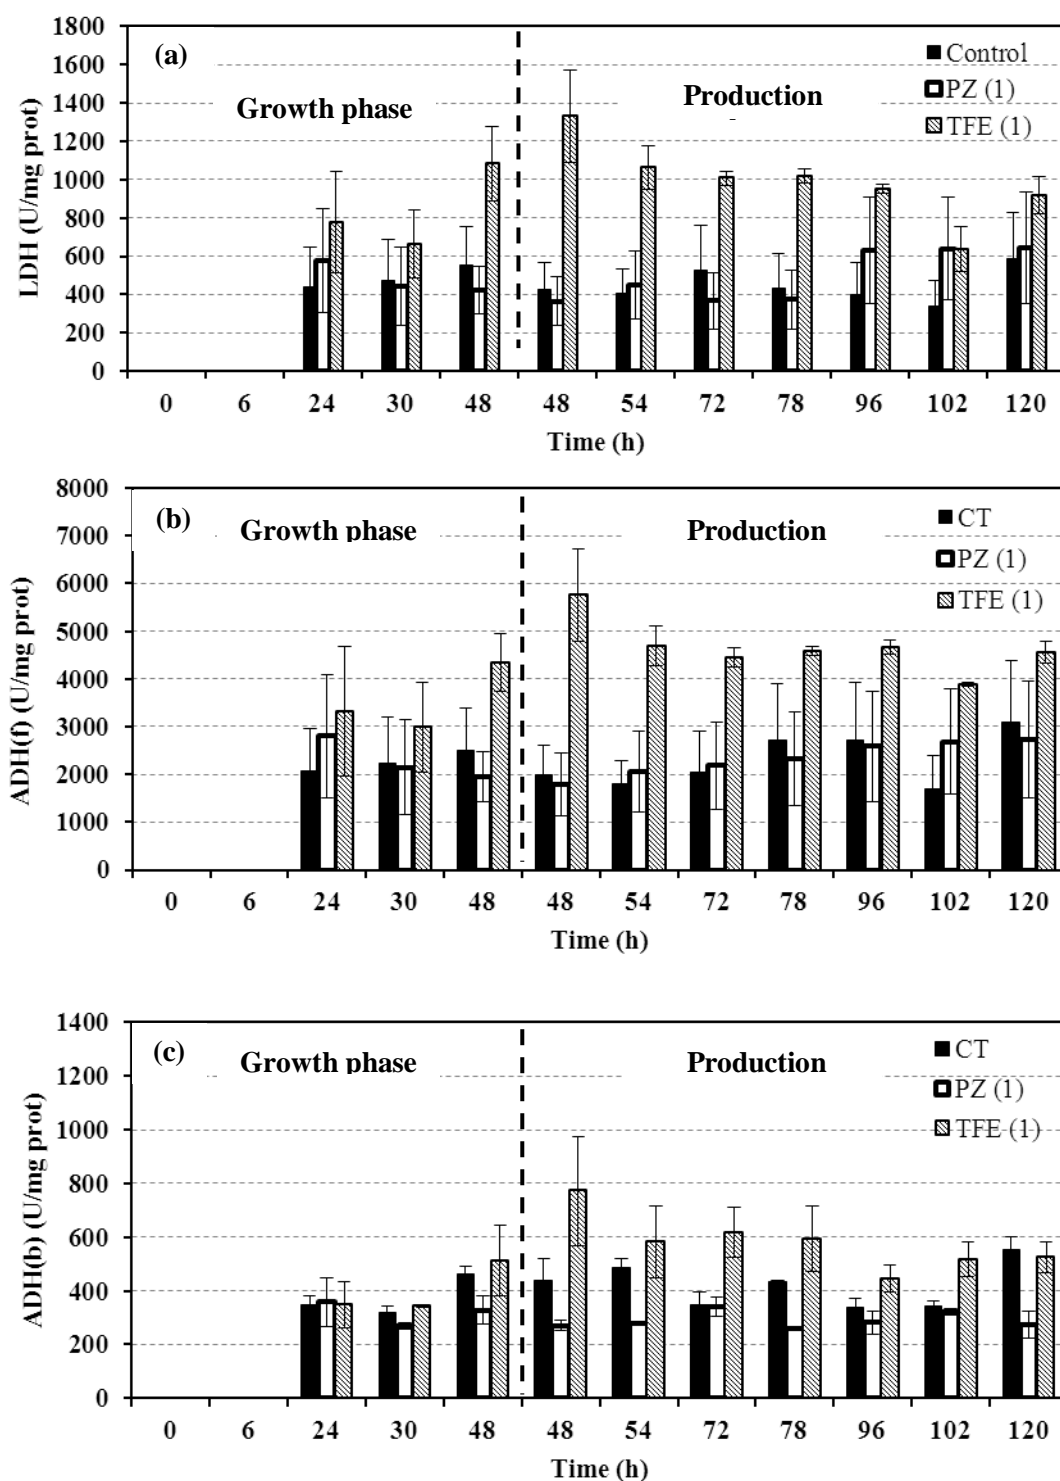 1800
1600
1400
1200
1000
800
600
400
200
0
LDH (U/mg prot)
(a)
Growth phase
Production
Control
PZ (1)
TFE (1)
0 6 24 30 48 48 54 72 78 96 102 120
Time (h)
8000
7000
6000
5000
4000
3000
2000
1000
0
ADH(f) (U/mg prot)
(b)
Growth phase
Production
CT
PZ (1)
TFE (1)
0 6 24 30 48 48 54 72 78 96 102 120
Time (h)
1400
1200
1000
800
600
400
200
0
ADH(b) (U/mg prot)
(c)
Growth phase
Production
CT
PZ (1)
TFE (1)
0 6 24 30 48 48 54 72 78 96 102 120
Time (h)